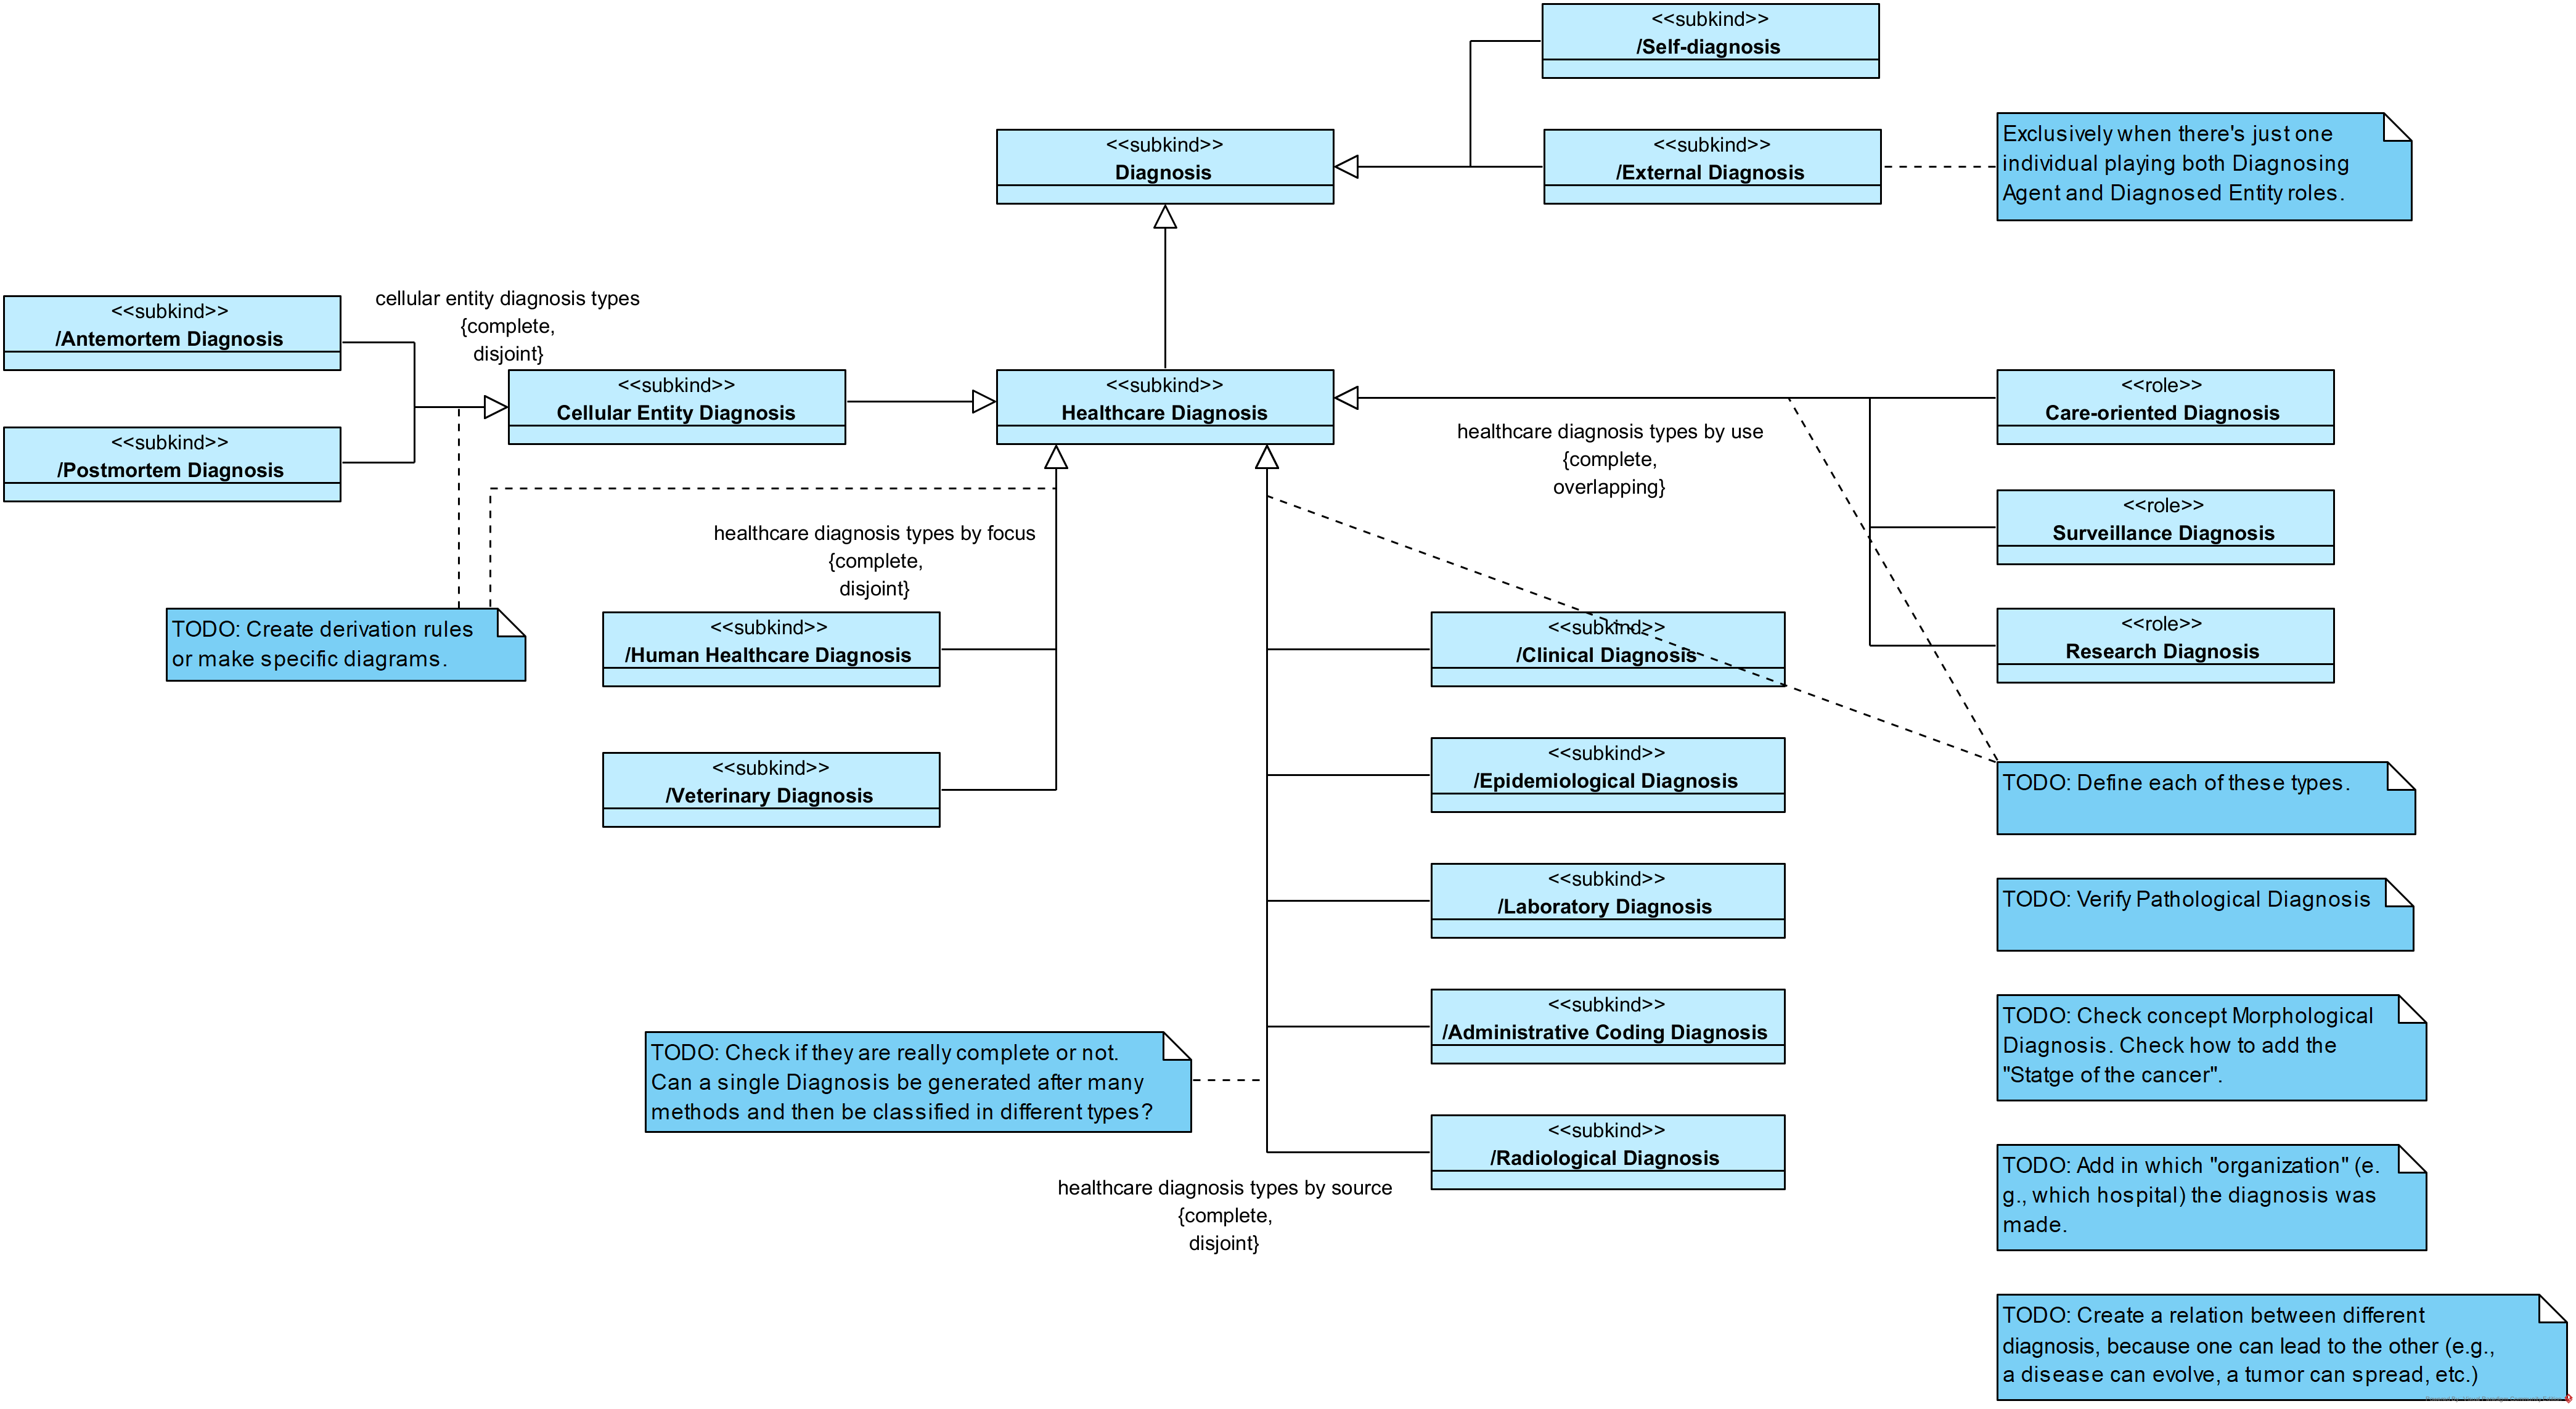 <<subkind>>
/Self-diagnosis
<<subkind>>
Diagnosis
<<subkind>>
/External Diagnosis
Exclusively when there's just one
individual playing both Diagnosing
Agent and Diagnosed Entity roles.
<<subkind>>
/Antemortem Diagnosis
cellular entity diagnosis types
{complete,
disjoint}
<<subkind>>
/Postmortem Diagnosis
<<subkind>>
Cellular Entity Diagnosis
<<subkind>>
Healthcare Diagnosis
healthcare diagnosis types by use
{complete,
overlapping}
<<role>>
Care-oriented Diagnosis
<<role>>
Surveillance Diagnosis
<<role>>
Research Diagnosis
healthcare diagnosis types by focus
{complete,
disjoint}
TODO: Create derivation rules
or make specific diagrams.
<<subkind>>
/Human Healthcare Diagnosis
<<subkind>>
/Veterinary Diagnosis
<<subkind>>
/Clinical Diagnosis
<<subkind>>
/Epidemiological Diagnosis
<<subkind>>
/Laboratory Diagnosis
<<subkind>>
/Administrative Coding Diagnosis
<<subkind>>
/Radiological Diagnosis
TODO: Check if they are really complete or not.
Can a single Diagnosis be generated after many
methods and then be classified in different types?
healthcare diagnosis types by source
{complete,
disjoint}
TODO: Define each of these types.
TODO: Verify Pathological Diagnosis
TODO: Check concept Morphological
Diagnosis. Check how to add the
"Statge of the cancer".
TODO: Add in which "organization" (e.
g., which hospital) the diagnosis was
made.
TODO: Create a relation between different
diagnosis, because one can lead to the other (e.g.,
a disease can evolve, a tumor can spread, etc.)